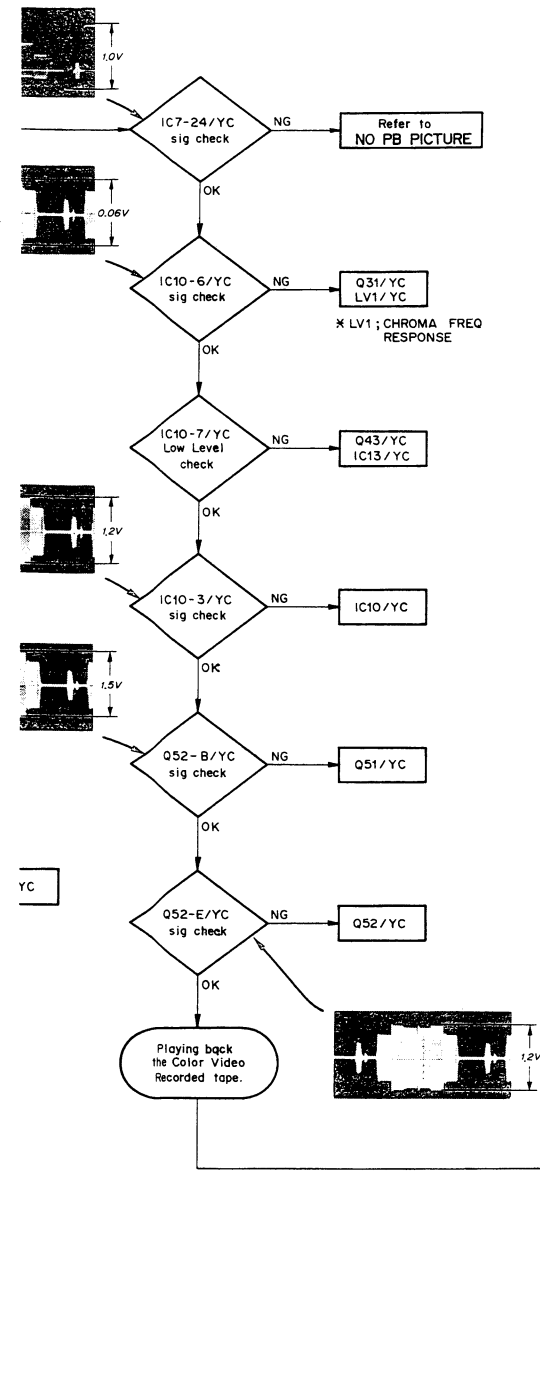 1.0V
IC7-24/YC
sig check
NG
Refer to
NO PB PICTURE
OK
0.06V
IC10-6/YC
sig check
NG
Q31/YC
LV1/YC
* LV1 ; CHROMA FREQ
RESPONSE
OK
IC10-7/YC
Low Level
check
NG
Q43/YC
IC13/YC
OK
1.2V
IC10-3/YC
sig check
NG
IC10/YC
OK
1.5V
Q52-B/YC
sig check
NG
Q51/YC
OK
YC
Q52-E/YC
sig check
NG
Q52/YC
OK
Playing back
the Color Video
Recorded tape.
1.2V